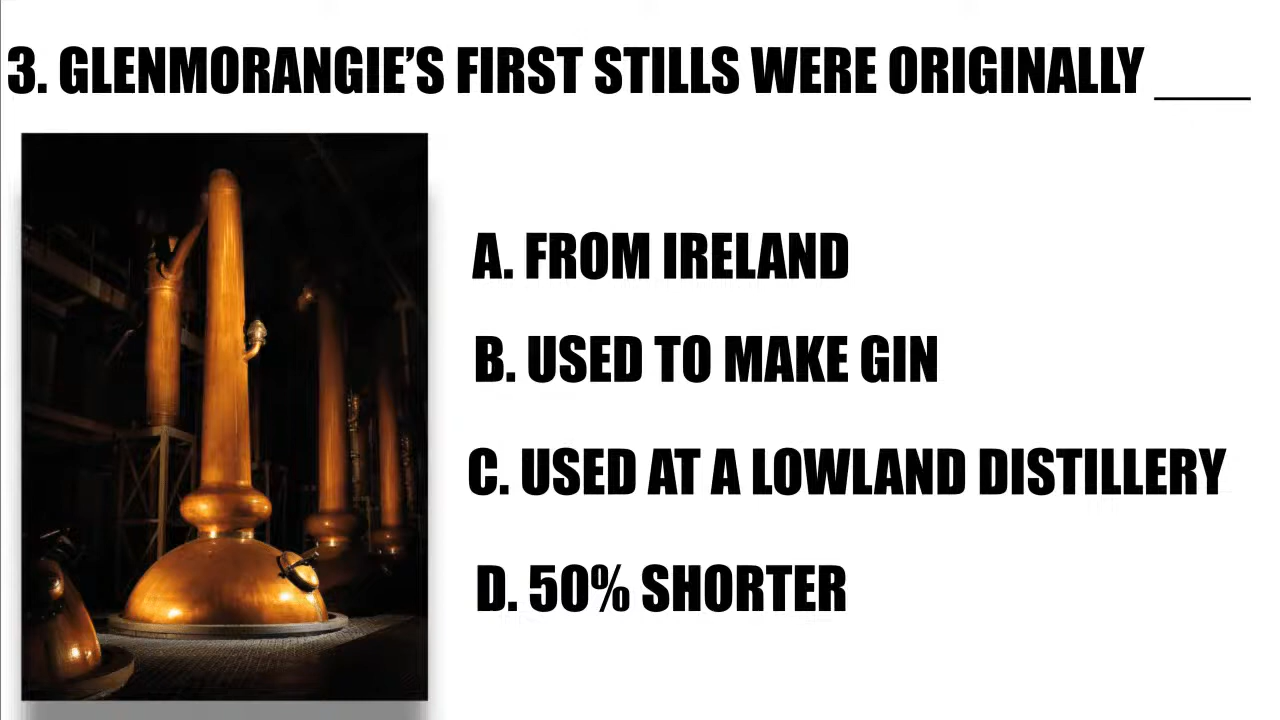 3. GLENMORANGIE’S FIRST STILLS WERE ORIGINALLY ____
A. FROM IRELAND
B. USED TO MAKE GIN
C. USED AT A LOWLAND DISTILLERY
D. 50% SHORTER